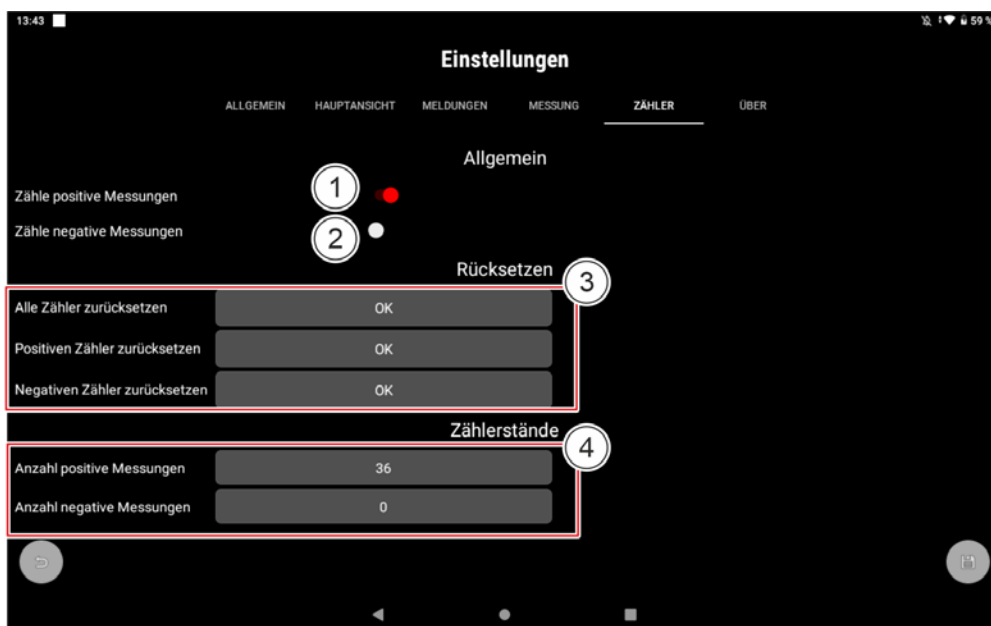 13:43 59 %
Einstellungen
ALLGEMEIN HAUPTANSICHT MELDUNGEN MESSUNG ZÄHLER ÜBER
Allgemein
Zähle positive Messungen 1
Zähle negative Messungen 2
Rücksetzen 3
Alle Zähler zurücksetzen OK
Positiven Zähler zurücksetzen OK
Negativen Zähler zurücksetzen OK
Zählerstände 4
Anzahl positive Messungen 36
Anzahl negative Messungen 0